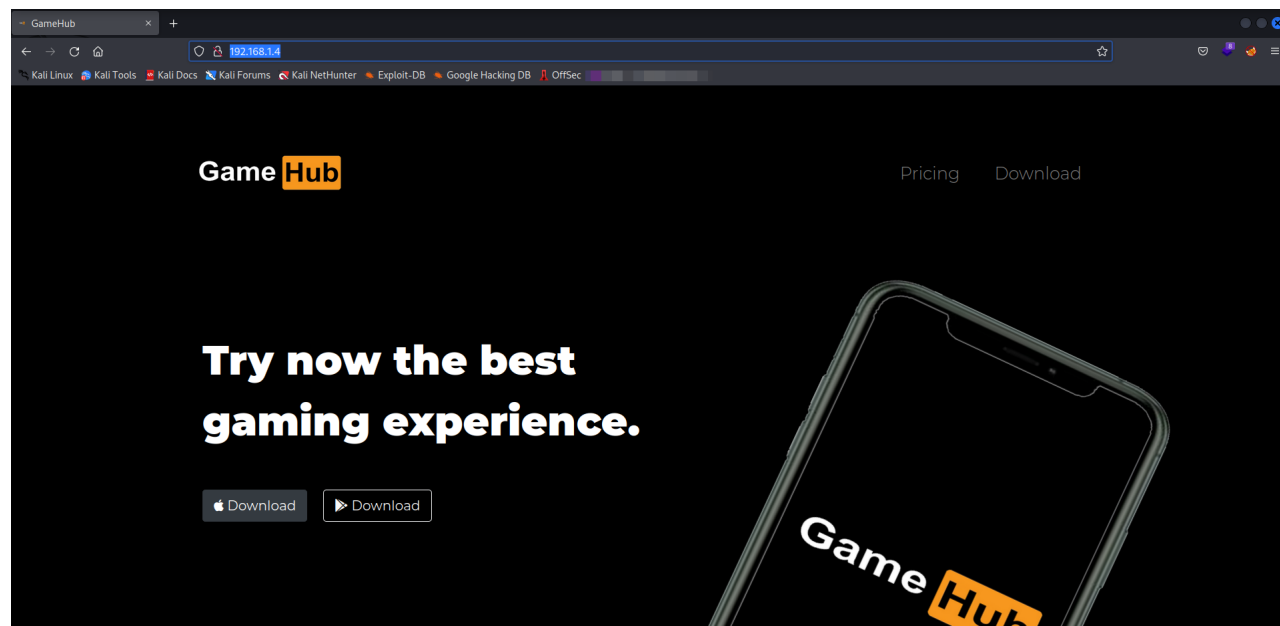 GameHub
192.168.1.4
8
Kali Linux Kali Tools Kali Docs Kali Forums Kali NetHunter Exploit-DB Google Hacking DB OffSec
Game Hub
Pricing Download
Try now the best
gaming experience.
Download Download
Game Hub